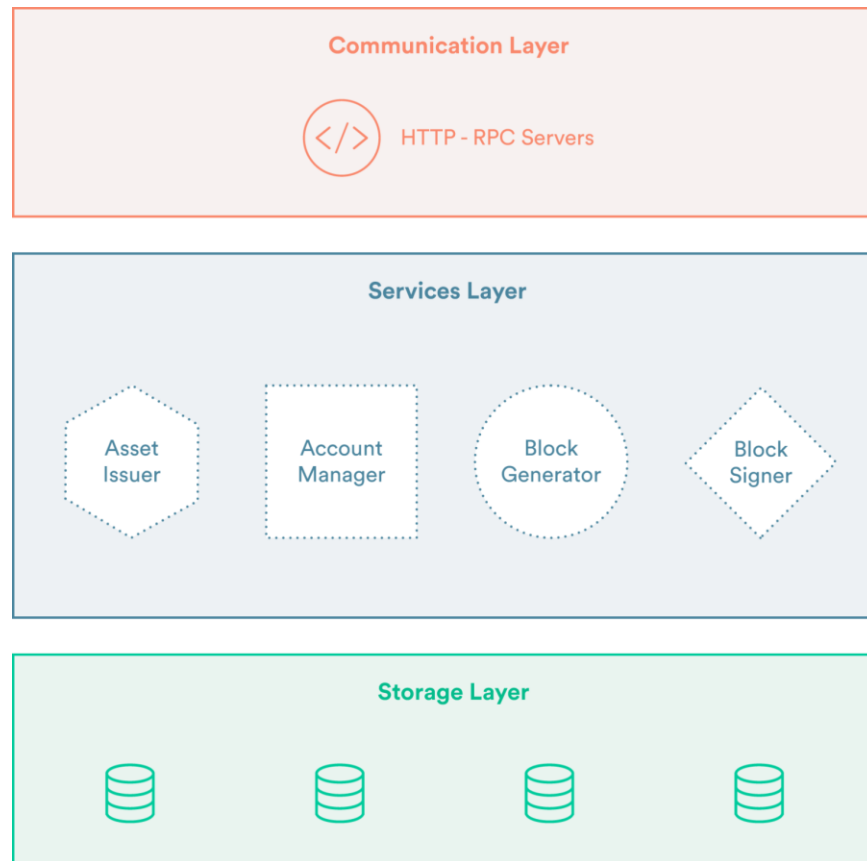 Communication Layer
</>
HTTP - RPC Servers
Services Layer
Asset
Issuer
Account
Manager
Block
Generator
Block
Signer
Storage Layer